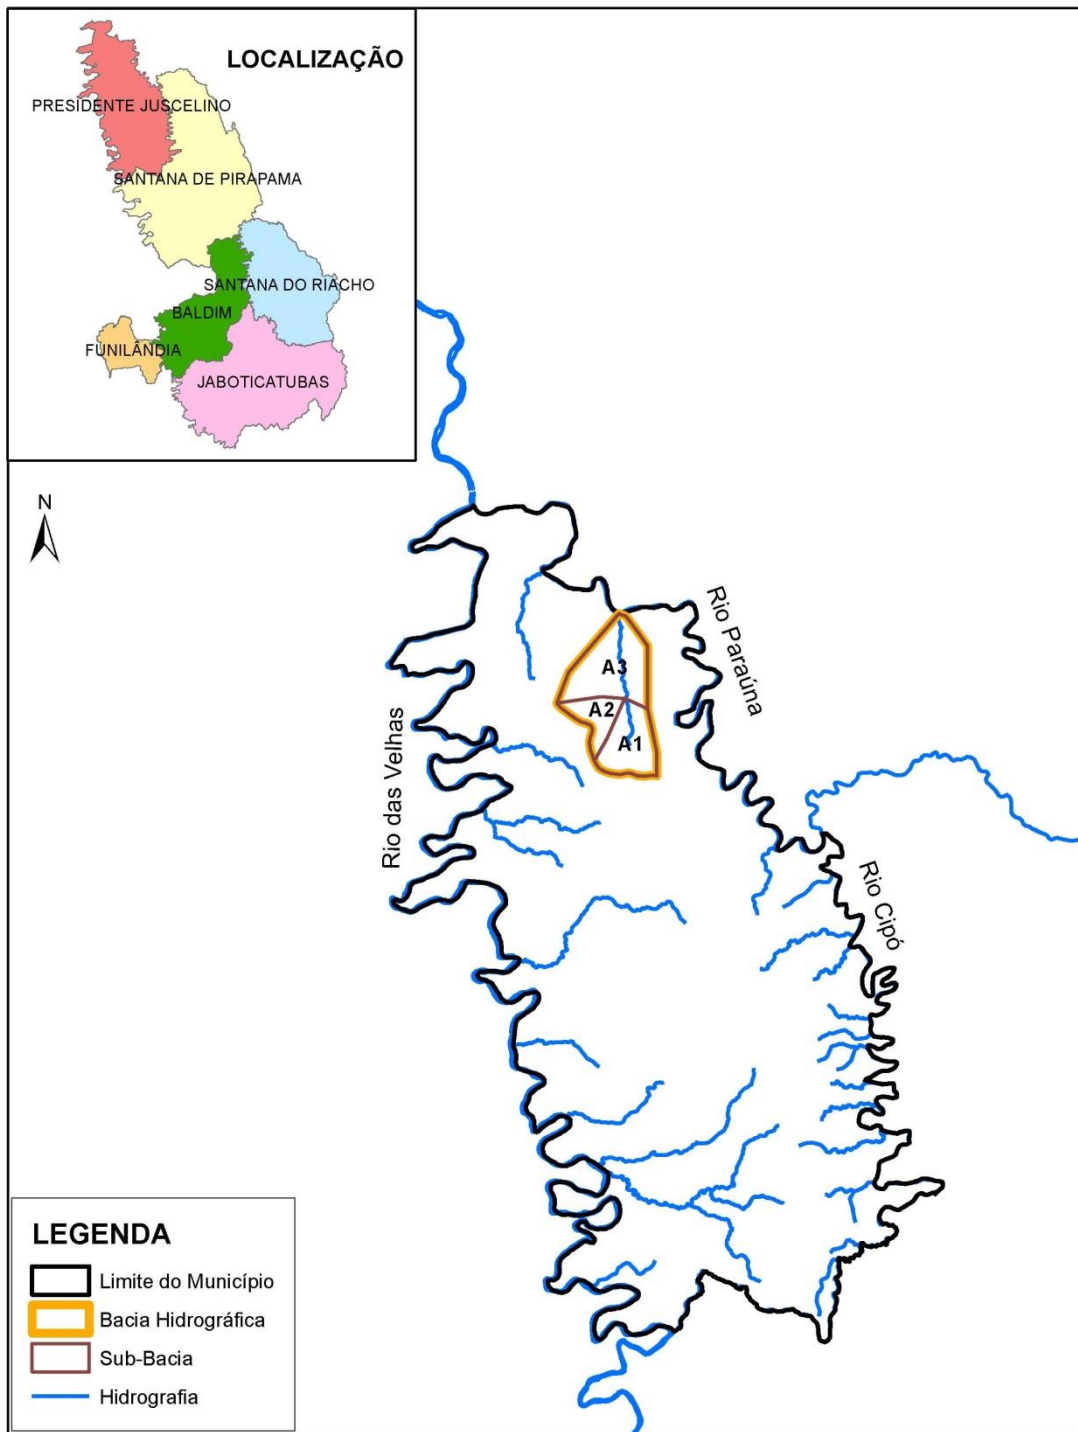 LOCALIZAÇÃO
PRESIDENTE JUSCELINO
SANTANA DE PIRAPAMA
SANTANA DO RIACHO
BALDIM
FUNILÂNDIA
JABOTICATUBAS
N
Rio Paraúna
A3
A2
A1
Rio das Velhas
Rio Cipó
LEGENDA
Limite do Município
Bacia Hidrográfica
Sub-Bacia
Hidrografia